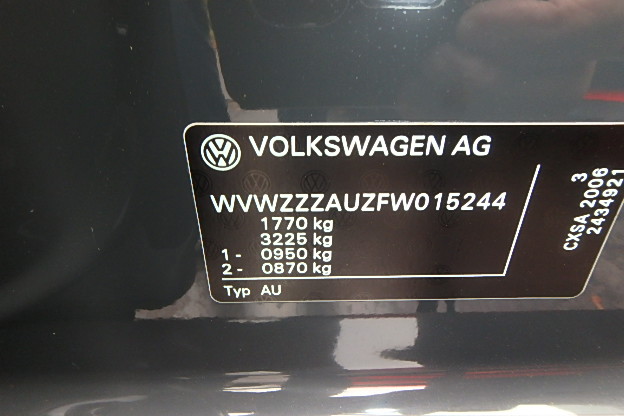 VOLKSWAGEN AG
WVWZZZAUZFW015244
1770 kg
3225 kg
1 - 0950 kg
2 - 0870 kg
Typ AU
3
CXSA 2006
2434921